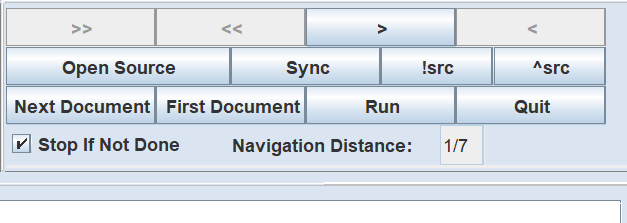 >> << > <
Open Source Sync !src ^src
Next Document First Document Run Quit
Stop If Not Done Navigation Distance: 1/7